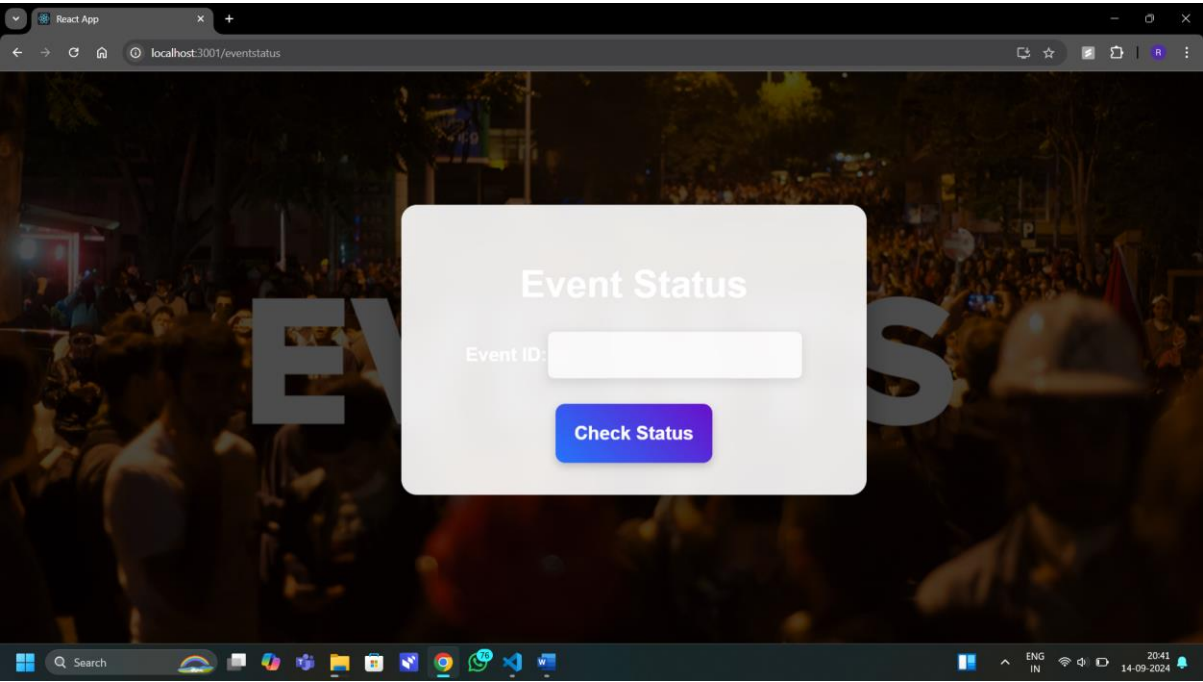 React App
localhost:3001/eventstatus
R
Event Status
Event ID:
Check Status
Search
76
ENG
IN
20:41
14-09-2024